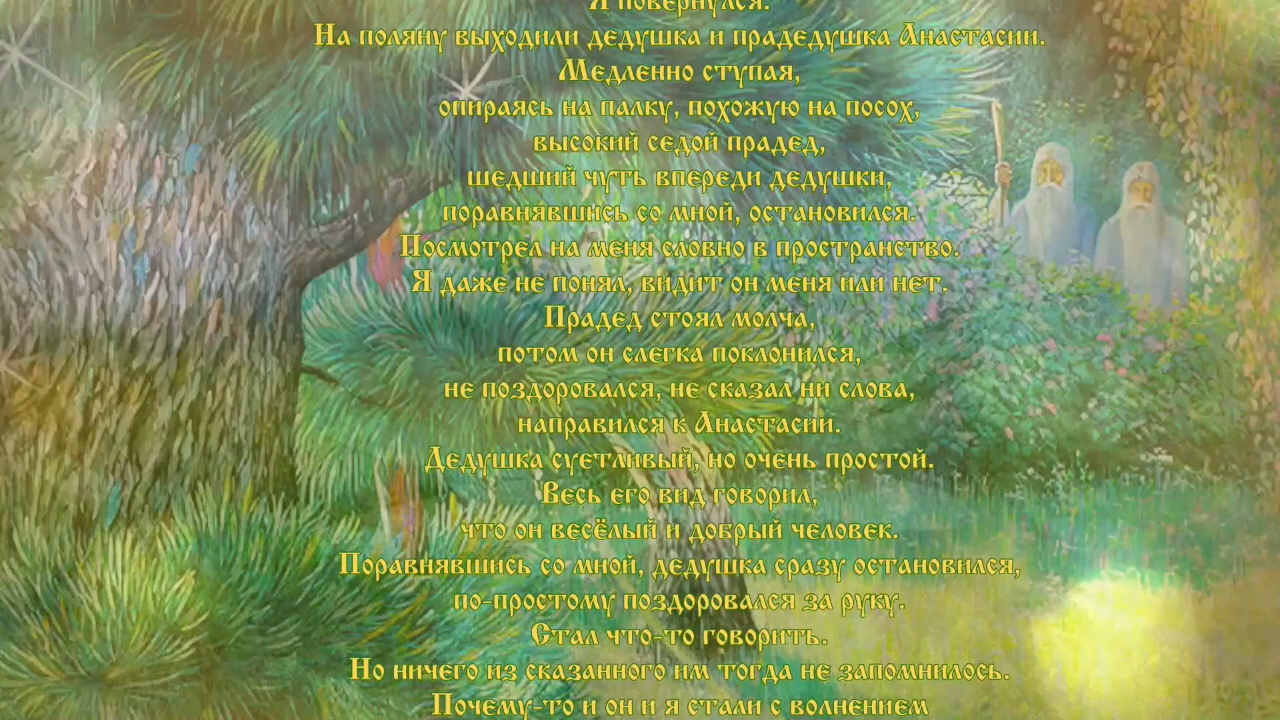 Я повернулся.
На поляну выходили дедушка и прадедушка Анастасии.
Медленно ступая,
опираясь на палку, похожую на посох,
высокий седой прадед,
шедший чуть впереди дедушки,
поравнявшись со мной, остановился.
Посмотрел на меня словно в пространство.
Я даже не понял, видит он меня или нет.
Прадед стоял молча,
потом он слегка поклонился,
не поздоровался, не сказал ни слова,
направился к Анастасии.
Дедушка суетливый, но очень простой.
Весь его вид говорил,
что он весёлый и добрый человек.
Поравнявшись со мной, дедушка сразу остановился,
по-простому поздоровался за руку.
Стал что-то говорить.
Но ничего из сказанного им тогда не запомнилось.
Почему-то и он и я стали с волнением